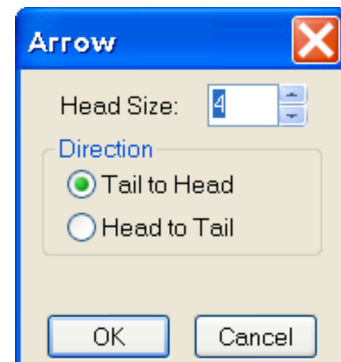 Arrow
Head Size: 4
Direction
Tail to Head
Head to Tail
OK Cancel